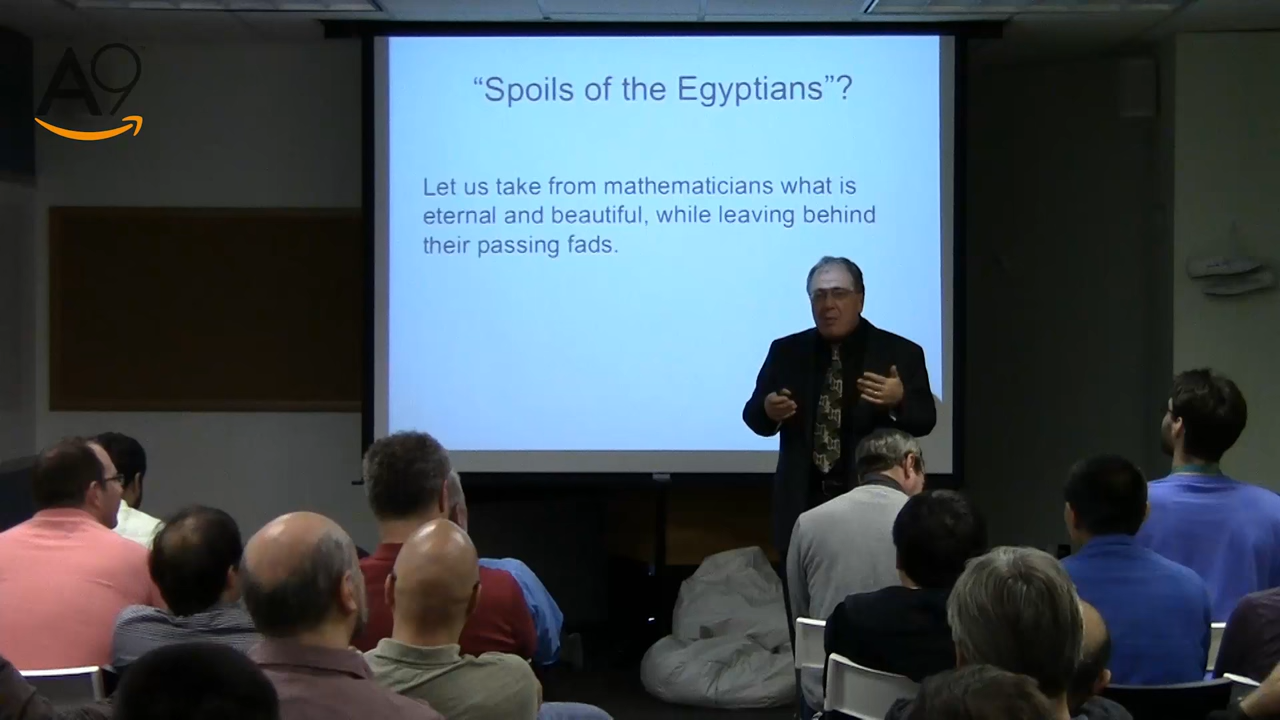 A9
“Spoils of the Egyptians”?
Let us take from mathematicians what is
eternal and beautiful, while leaving behind
their passing fads.